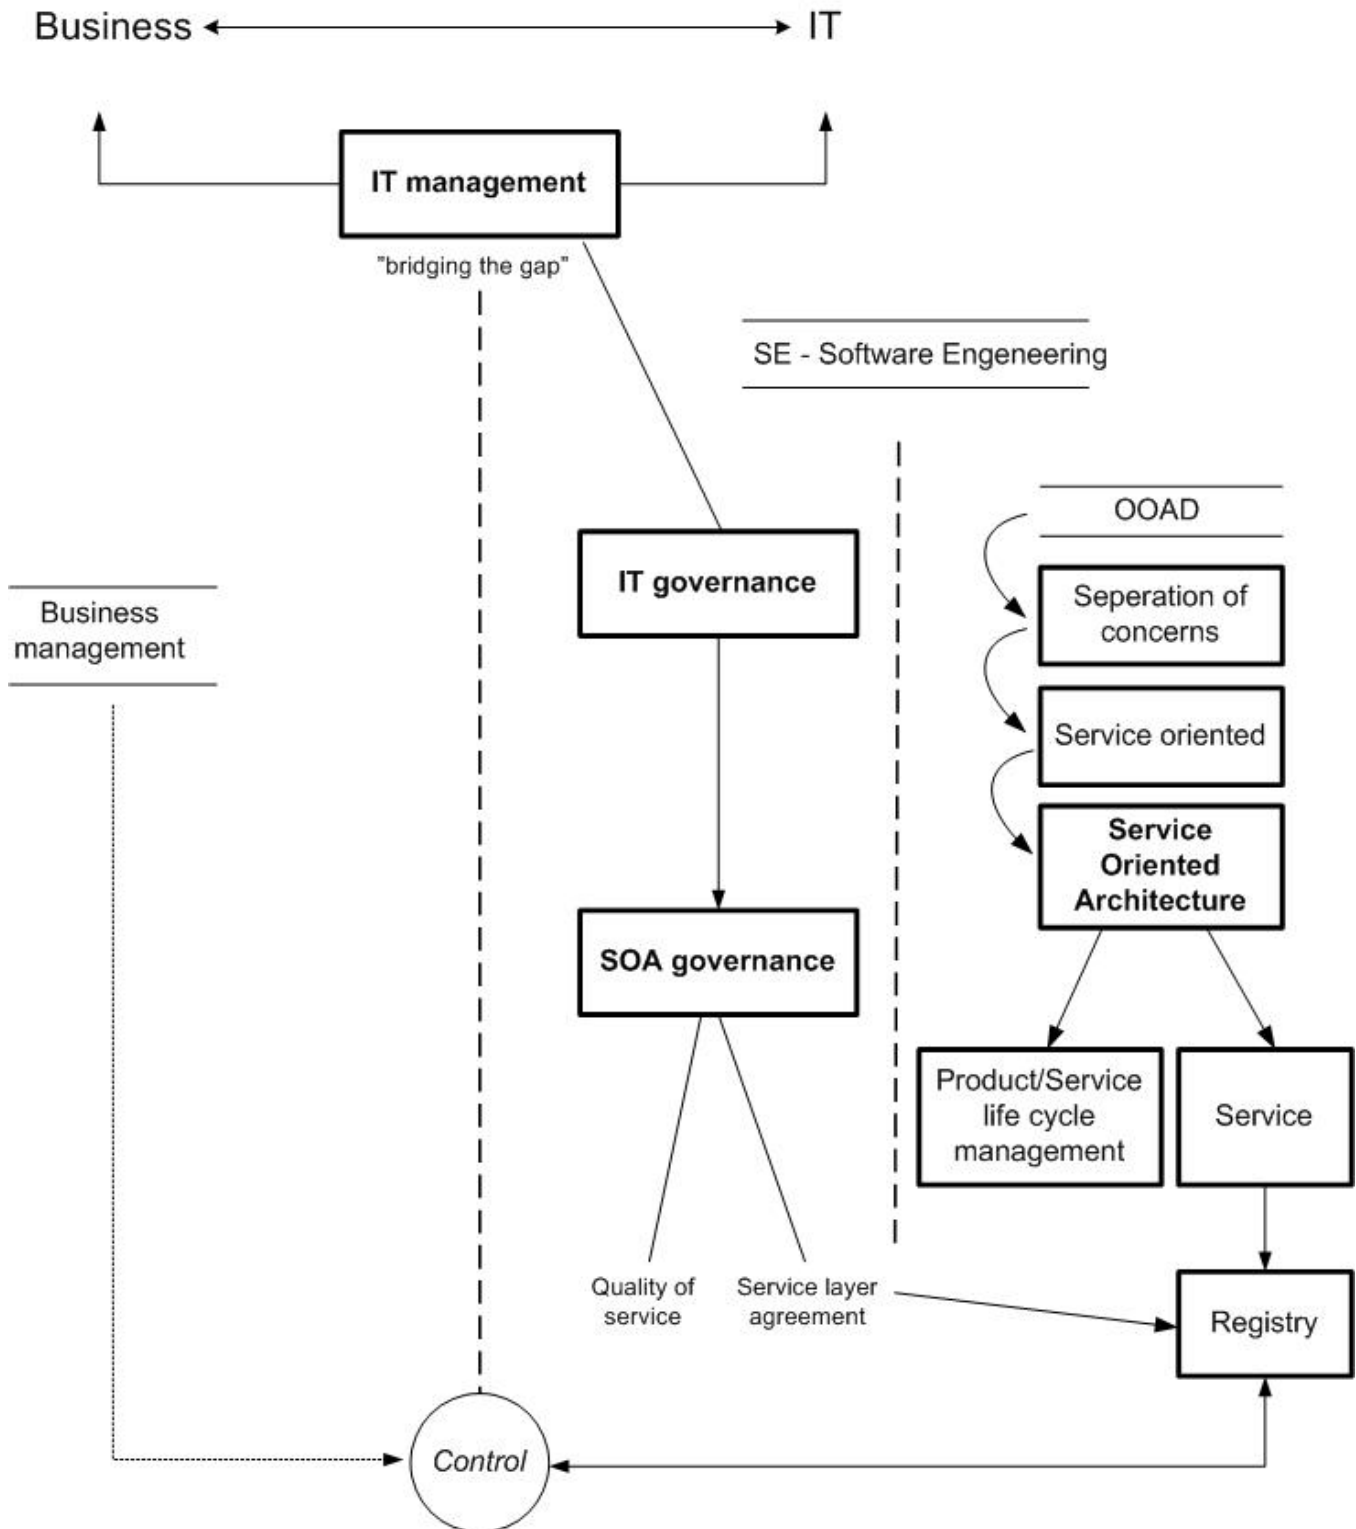 Business
IT
IT management
"bridging the gap"
SE - Software Engeneering
OOAD
Seperation of
concerns
IT governance
Business
management
Service oriented
Service
Oriented
Architecture
SOA governance
Product/Service
life cycle
management
Service
Quality of
service
Service layer
agreement
Registry
Control